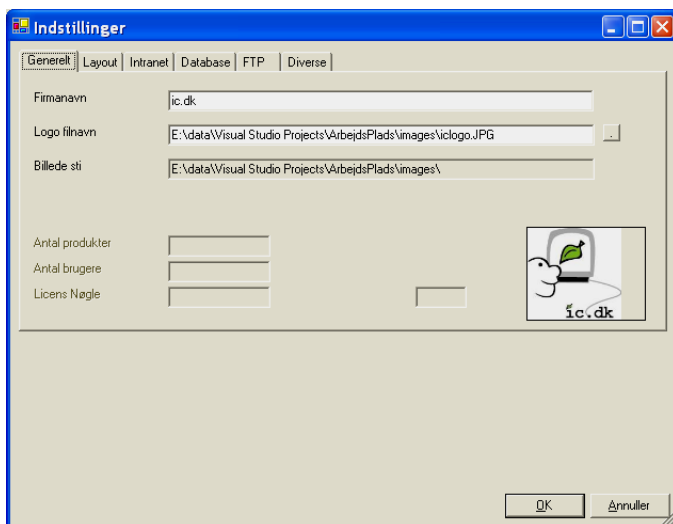 Indstillinger
Generelt Layout Intranet Database FTP Diverse
Firmanavn ic.dk
Logo filnavn E:\data\Visual Studio Projects\ArbejdsPlads\images\iclogo.JPG .
Billede sti E:\data\Visual Studio Projects\ArbejdsPlads\images\
Antal produkter
Antal brugere
Licens Nøgle
ic.dk
OK Annuller